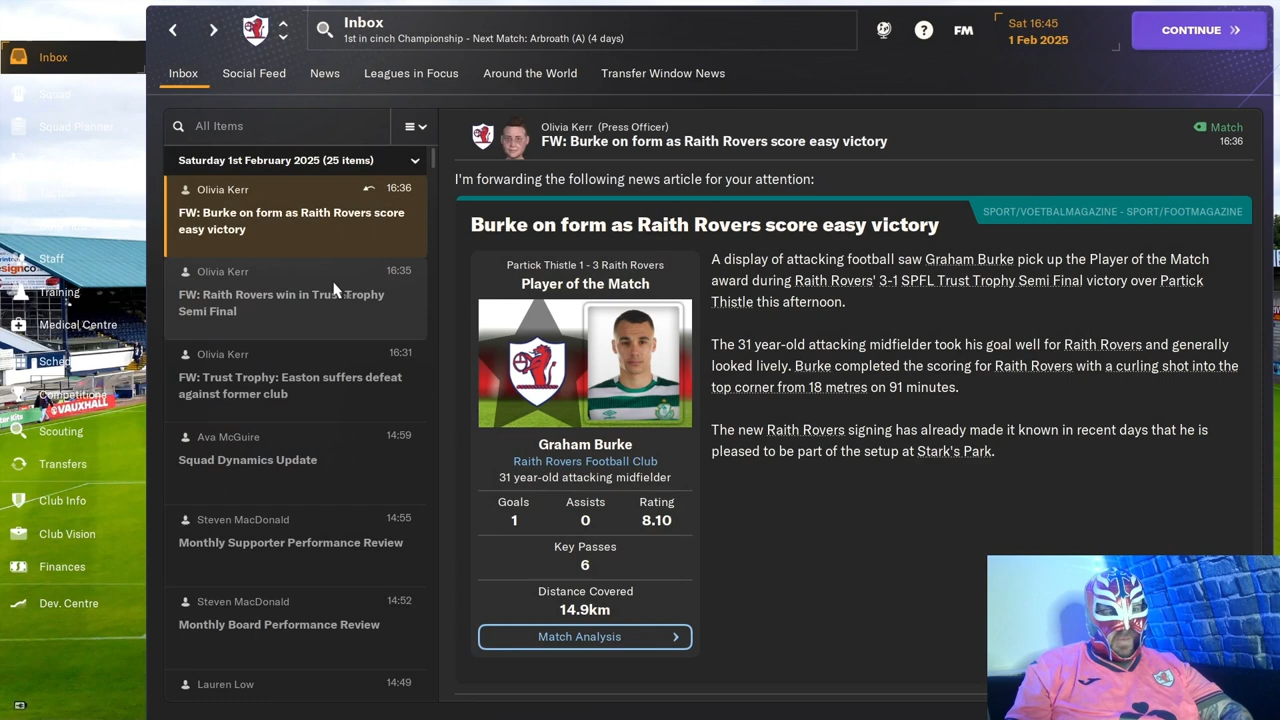 Inbox
1st in cinch Championship - Next Match: Arbroath (A) (4 days)
FM
Sat 16:45
1 Feb 2025
CONTINUE
Inbox
Squad
Squad Planner
Staff
Training
Medical Centre
Sched
Competitions
Scouting
Transfers
Club Info
Club Vision
Finances
Dev. Centre
VAUXHALL
Inbox
Social Feed
News
Leagues in Focus
Around the World
Transfer Window News
All Items
Saturday 1st February 2025 (25 items)
Olivia Kerr
16:36
FW: Burke on form as Raith Rovers score
easy victory
Olivia Kerr
16:35
FW: Raith Rovers win in Trust Trophy
Semi Final
Olivia Kerr
16:31
FW: Trust Trophy: Easton suffers defeat
against former club
Ava McGuire
14:59
Squad Dynamics Update
Steven MacDonald
14:55
Monthly Supporter Performance Review
Steven MacDonald
14:52
Monthly Board Performance Review
Lauren Low
14:49
Olivia Kerr (Press Officer)
FW: Burke on form as Raith Rovers score easy victory
Match
16:36
I'm forwarding the following news article for your attention:
SPORT/VOETBALMAGAZINE - SPORT/FOOTMAGAZINE
Burke on form as Raith Rovers score easy victory
Partick Thistle 1 - 3 Raith Rovers
Player of the Match
Graham Burke
Raith Rovers Football Club
31 year-old attacking midfielder
Goals Assists Rating
1 0 8.10
Key Passes
6
Distance Covered
14.9km
Match Analysis
A display of attacking football saw Graham Burke pick up the Player of the Match
award during Raith Rovers' 3-1 SPFL Trust Trophy Semi Final victory over Partick
Thistle this afternoon.
The 31 year-old attacking midfielder took his goal well for Raith Rovers and generally
looked lively. Burke completed the scoring for Raith Rovers with a curling shot into the
top corner from 18 metres on 91 minutes.
The new Raith Rovers signing has already made it known in recent days that he is
pleased to be part of the setup at Stark's Park.